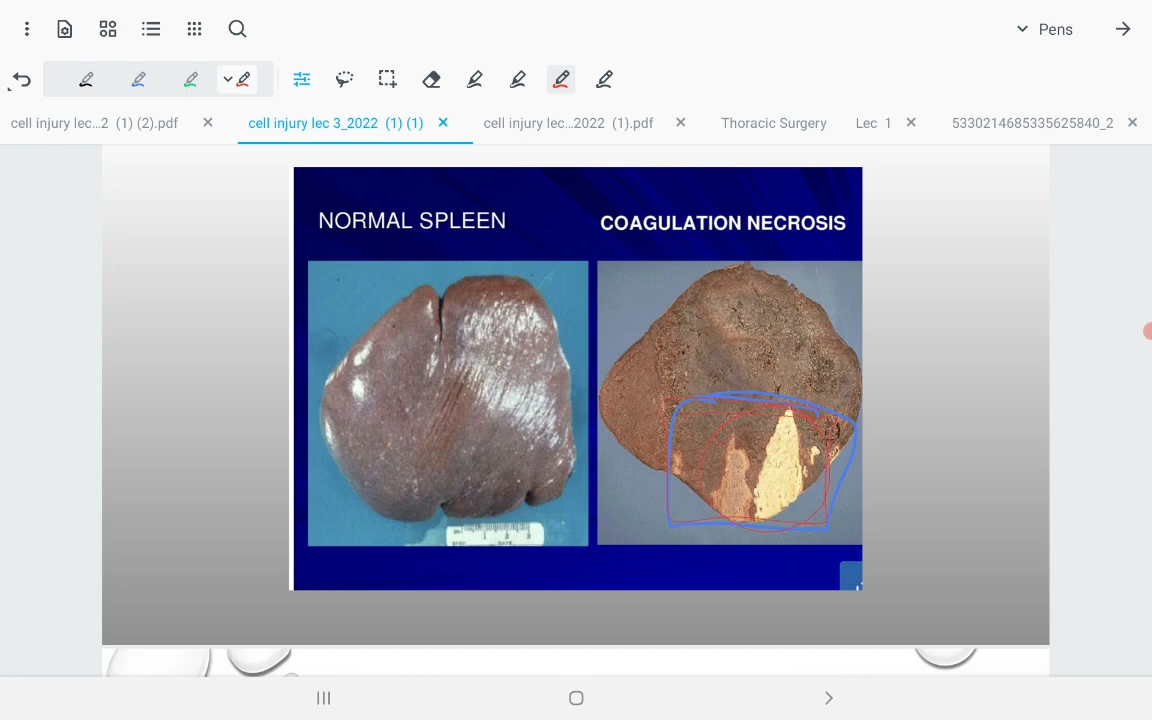 Pens
cell injury lec...2 (1) (2).pdf
cell injury lec 3_2022 (1) (1)
cell injury lec...2022 (1).pdf
Thoracic Surgery Lec 1
5330214685335625840_2
NORMAL SPLEEN
COAGULATION NECROSIS